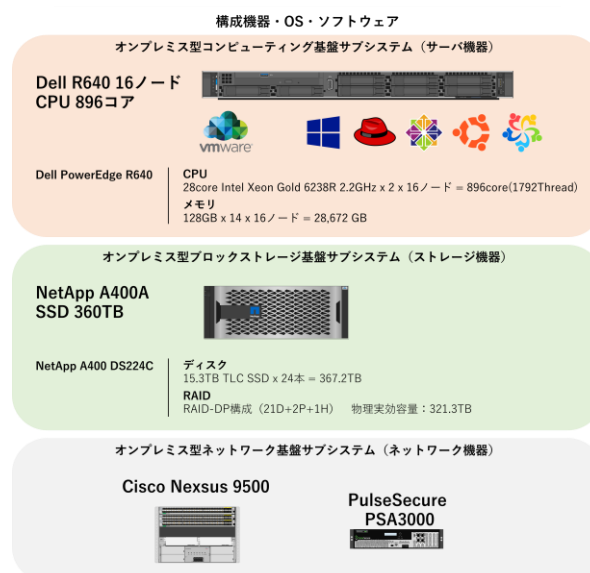 構成機器・OS・ソフトウェア
オンプレミス型コンピューティング基盤サブシステム（サーバ機器）
Dell R640 16ノード
CPU 896コア
vmware
Dell PowerEdge R640
CPU
28core Intel Xeon Gold 6238R 2.2GHz x 2 x 16ノード = 896core(1792Thread)
メモリ
128GB x 14 x 16ノード = 28,672 GB
オンプレミス型ブロックストレージ基盤サブシステム（ストレージ機器）
NetApp A400A
SSD 360TB
NetApp A400 DS224C
ディスク
15.3TB TLC SSD x 24本 = 367.2TB
RAID
RAID-DP構成（21D+2P+1H）　物理実効容量：321.3TB
オンプレミス型ネットワーク基盤サブシステム（ネットワーク機器）
Cisco Nexsus 9500
PulseSecure
PSA3000